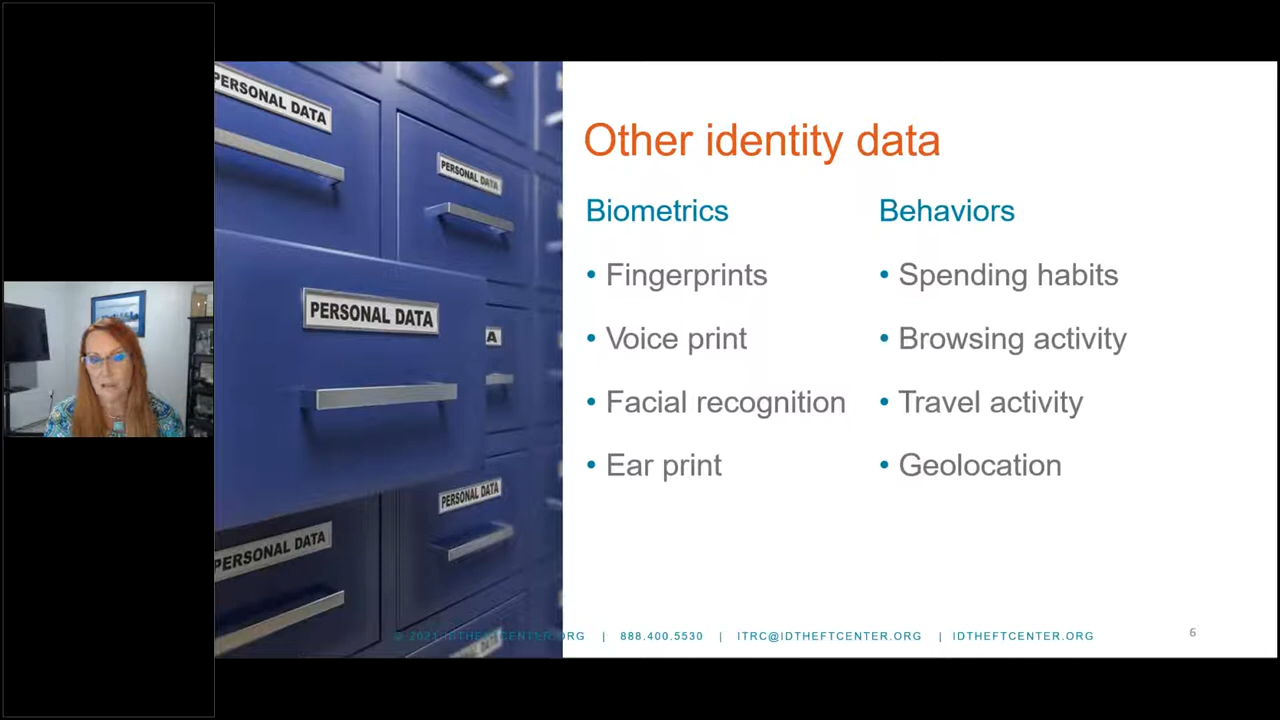 PERSONAL DATA
PERSONAL DATA
PERSONAL DATA
A
PERSONAL DATA
PERSONAL DATA
Other identity data
Biometrics
• Fingerprints
• Voice print
• Facial recognition
• Ear print
Behaviors
• Spending habits
• Browsing activity
• Travel activity
• Geolocation
IDTHEFTCENTER.ORG | 888.400.5530 | ITRC@IDTHEFTCENTER.ORG | IDTHEFTCENTER.ORG
6